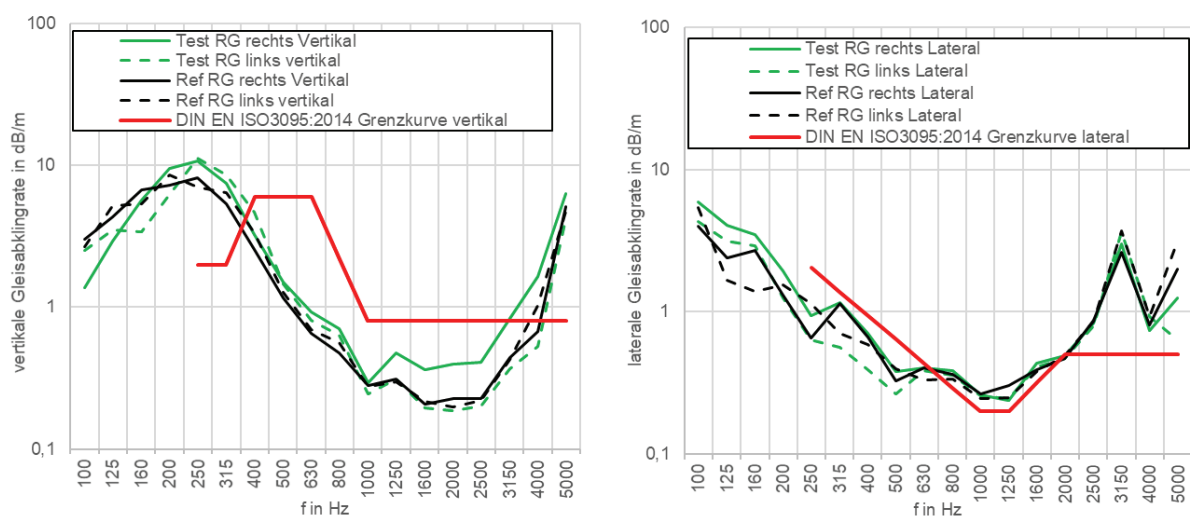 100
10
1
0,1
vertikale Gleisabklingrate in dB/m
Test RG rechts Vertikal
Test RG links vertikal
Ref RG rechts Vertikal
Ref RG links vertikal
DIN EN ISO3095:2014 Grenzkurve vertikal
100 125 160 200 250 315 400 500 630 800 1000 1250 1600 2000 2500 3150 4000 5000
f in Hz
100
10
1
0,1
laterale Gleisabklingrate in dB/m
Test RG rechts Lateral
Test RG links Lateral
Ref RG rechts Lateral
Ref RG links Lateral
DIN EN ISO3095:2014 Grenzkurve lateral
100 125 160 200 250 315 400 500 630 800 1000 1250 1600 2000 2500 3150 4000 5000
f in Hz